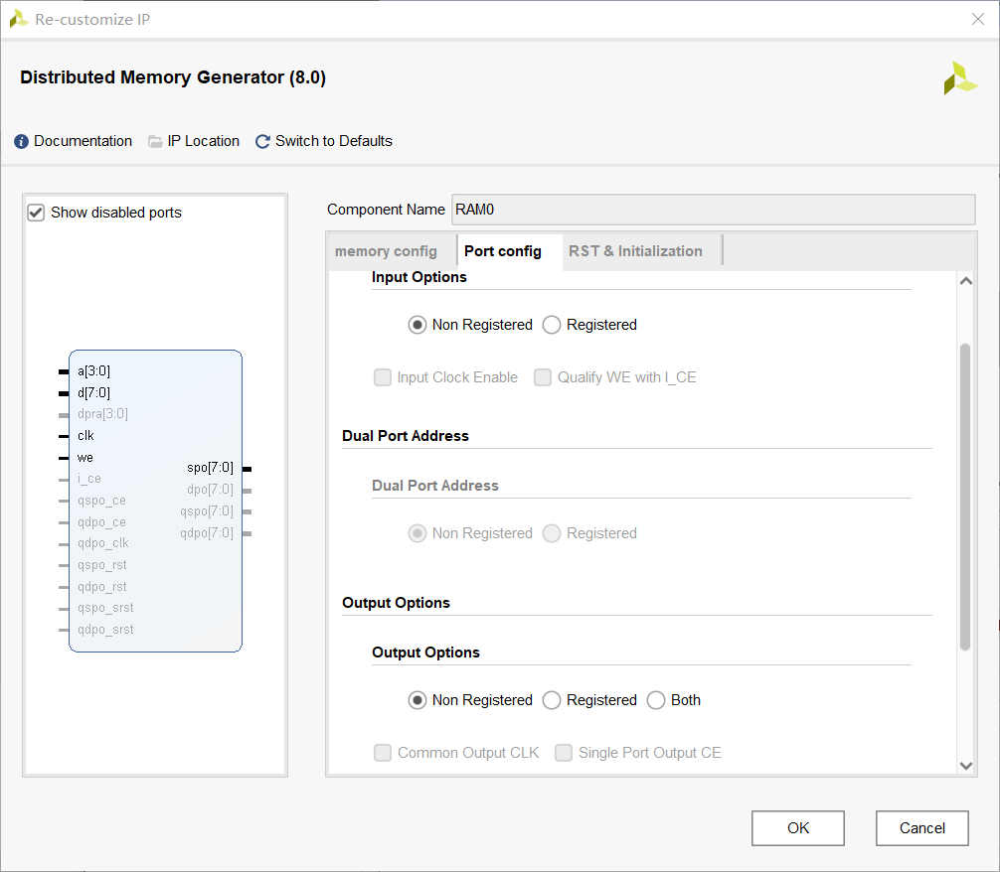 Re-customize IP
Distributed Memory Generator (8.0)
Documentation IP Location Switch to Defaults
Show disabled ports
a[3:0]
d[7:0]
dpra[3:0]
clk
we
i_ce
qspo_ce
qdpo_ce
qdpo_clk
qspo_rst
qdpo_rst
qspo_srst
qdpo_srst
spo[7:0]
dpo[7:0]
qspo[7:0]
qdpo[7:0]
Component Name RAM0
memory config Port config RST & Initialization
Input Options
Non Registered Registered
Input Clock Enable Qualify WE with I_CE
Dual Port Address
Dual Port Address
Non Registered Registered
Output Options
Output Options
Non Registered Registered Both
Common Output CLK Single Port Output CE
OK Cancel